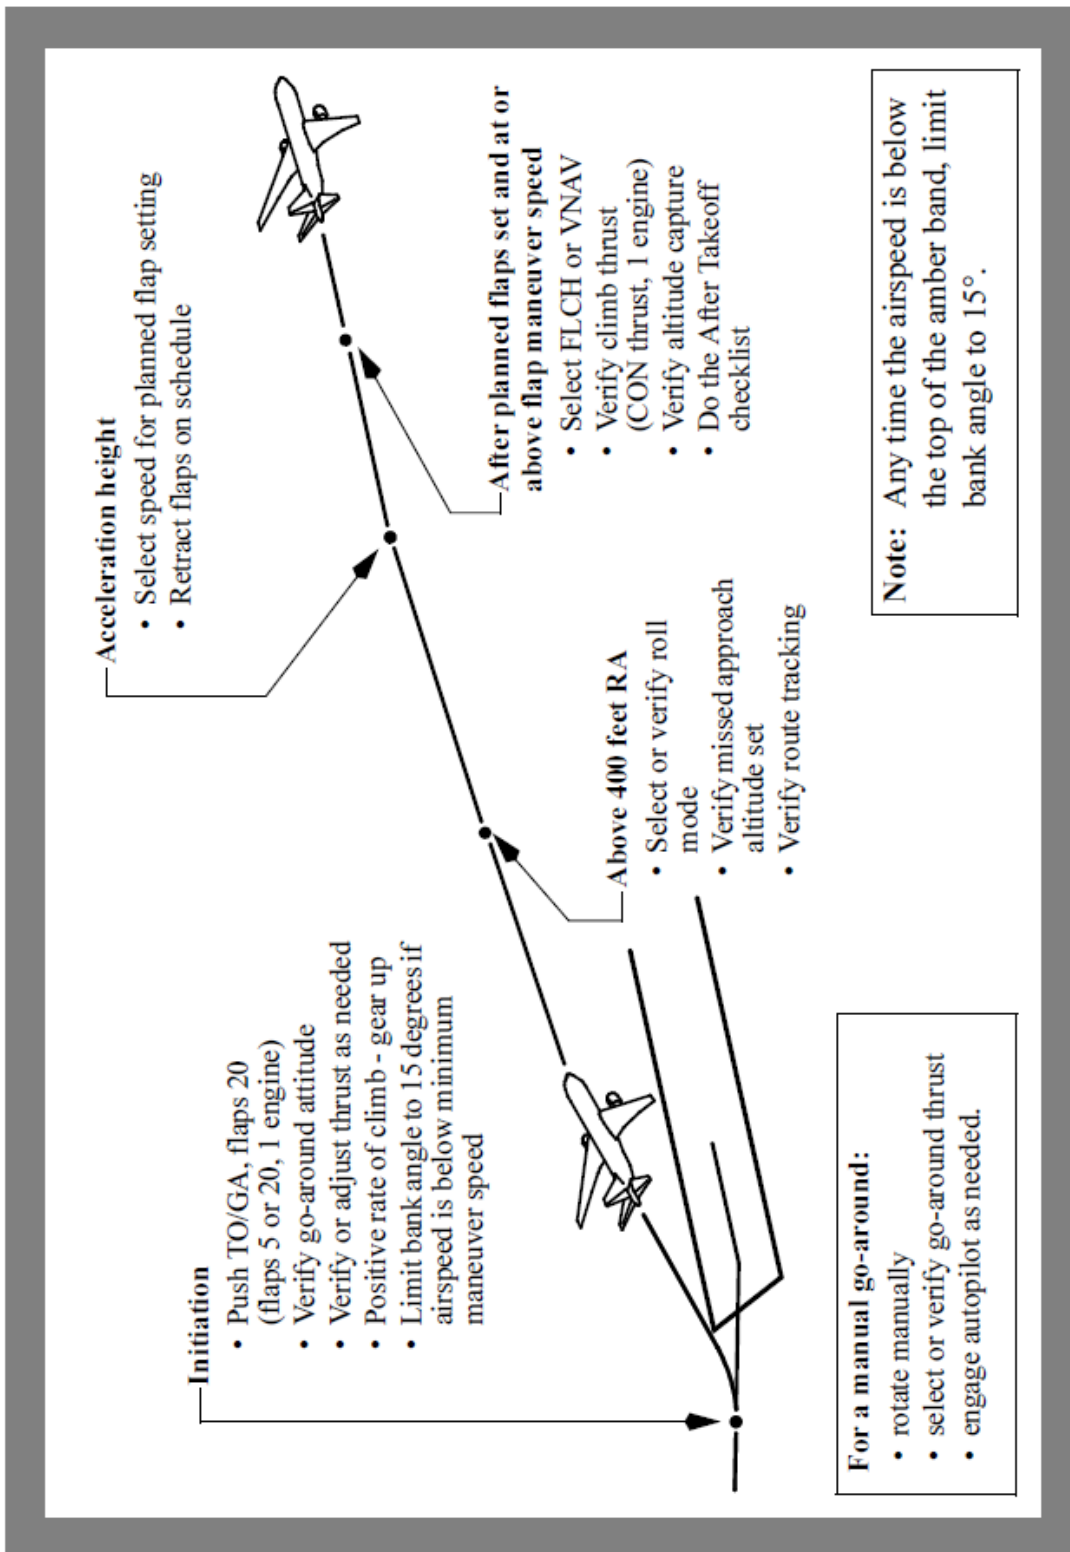 Initiation
• Push TO/GA, flaps 20
(flaps 5 or 20, 1 engine)
• Verify go-around attitude
• Verify or adjust thrust as needed
• Positive rate of climb - gear up
• Limit bank angle to 15 degrees if
airspeed is below minimum
maneuver speed
Above 400 feet RA
• Select or verify roll
mode
• Verify missed approach
altitude set
• Verify route tracking
Acceleration height
• Select speed for planned flap setting
• Retract flaps on schedule
After planned flaps set and at or
above flap maneuver speed
• Select FLCH or VNAV
• Verify climb thrust
(CON thrust, 1 engine)
• Verify altitude capture
• Do the After Takeoff
checklist
For a manual go-around:
• rotate manually
• select or verify go-around thrust
• engage autopilot as needed.
Note: Any time the airspeed is below
the top of the amber band, limit
bank angle to 15°.